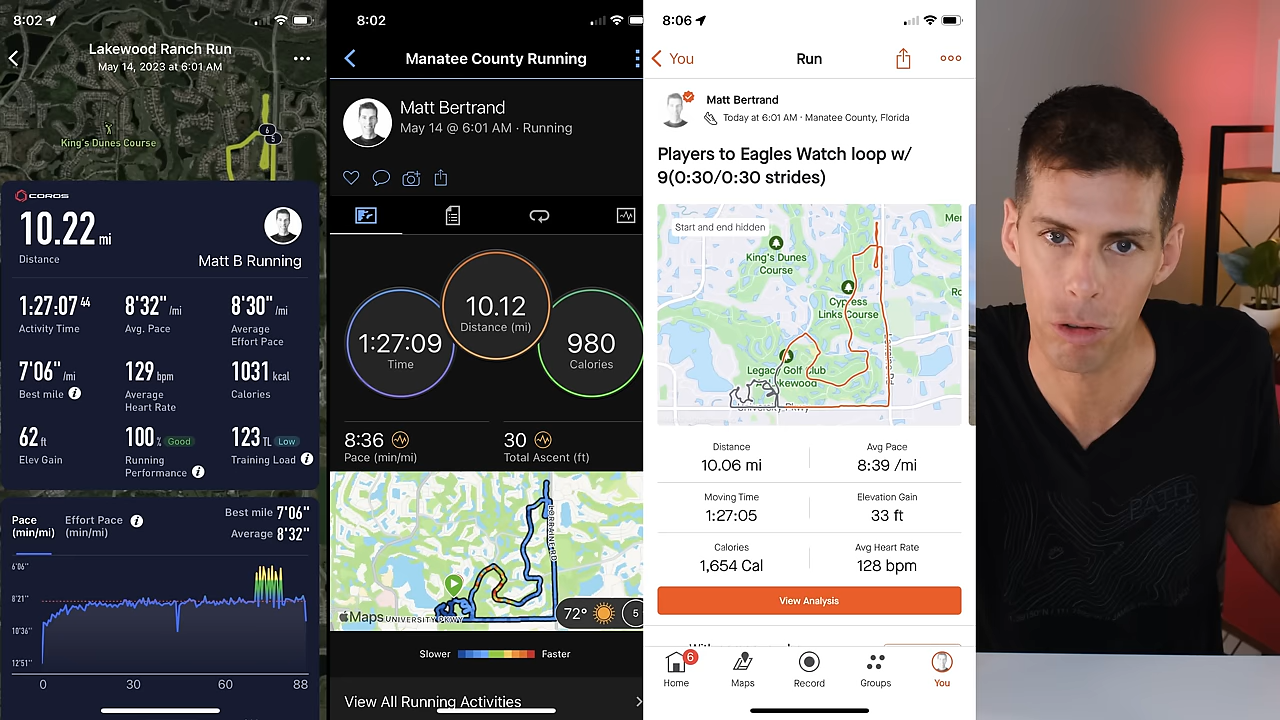 8:02
Lakewood Ranch Run
May 14, 2023 at 6:01 AM
King's Dunes Course
6
5
COROS
10.22 mi
Distance
Matt B Running
1:27:07 44
8'32" /mi
8'30" /mi
Activity Time
Avg. Pace
Average
Effort Pace
7'06" /mi
129 bpm
1031 kcal
Best mile
Average
Heart Rate
Calories
62 ft
100 % Good
123 TL Low
Elev Gain
Running
Performance
Training Load
Pace
(min/mi)
Effort Pace
(min/mi)
Best mile 7'06"
Average 8'32"
6'06"
8'21"
10'36"
12'51"
0 30 60 88
8:02
Manatee County Running
Matt Bertrand
May 14 @ 6:01 AM · Running
10.12
Distance (mi)
1:27:09
Time
980
Calories
8:36
Pace (min/mi)
30
Total Ascent (ft)
Maps
UNIVERSITY PKWY
72°
5
Slower
Faster
View All Running Activities
8:06
You
Run
Matt Bertrand
Today at 6:01 AM · Manatee County, Florida
Players to Eagles Watch loop w/
9(0:30/0:30 strides)
Start and end hidden
King's Dunes
Course
Cypress
Links Course
Legacy Golf Club
University Pkwy
Distance
Avg Pace
10.06 mi
8:39 /mi
Moving Time
Elevation Gain
1:27:05
33 ft
Calories
Avg Heart Rate
1,654 Cal
128 bpm
View Analysis
6
Home
Maps
Record
Groups
You
PATH